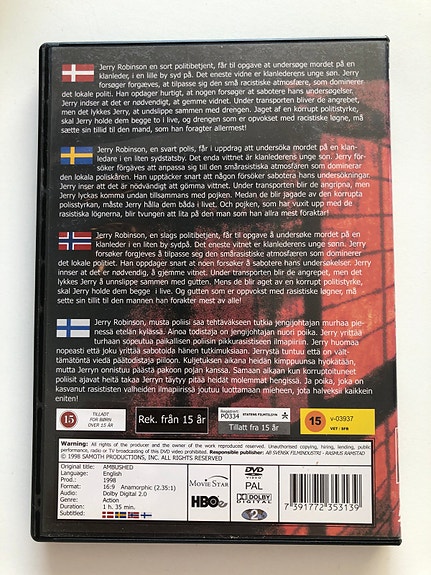 Jerry Robinson en sort politibetjent, får til opgave at undersøge mordet på en
klanleder, i en lille by syd på. Det eneste vidne er klanlederens unge søn. Jerry
forsøger forgæves, at tilpasse sig den små racistiske atmosfære, som dominerer
det lokale politi. Han opdager hurtigt, at nogen forsøger at sabotere hans undersøgelser.
Jerry indser at det er nødvendigt, at gemme vidnet. Under transporten bliver de angrebet,
men det lykkes Jerry, at undslippe sammen med drengen. Jaget af en korrupt politistyrke,
skal Jerry holde dem begge to i live, og drengen som er opvokset med racistiske løgne, må
sætte sin tillid til den mand, som han foragter allermest!
Jerry Robinson, en svart polis, får i uppdrag att undersöka mordet på en klan-
ledare i en liten sydstatsby. Det enda vittnet är klanledarens unge son. Jerry för-
söker förgäves att anpassa sig till den smårasistiska atmosfären som dominerar
den lokala poliskåren. Han upptäcker snart att någon försöker sabotera hans undersökningar.
Jerry inser att det är nödvändigt att gömma vittnet. Under transporten blir de angripna, men
Jerry lyckas komma undan tillsammans med pojken. Medan de blir jagade av den korrupta
polisstyrkan, måste Jerry hålla dem båda i livet. Och pojken, som har vuxit upp med de
rasistiska lögnerna, blir tvungen att lita på den man som han allra mest föraktar!
Jerry Robinson, en slags politibetjent, får til oppgave å undersøke mordet på en
klanleder i en liten by sydpå. Det eneste vitnet er klanlederens unge sønn. Jerry
forsøker forgjeves å tilpasse seg den smårasistiske atmosfæren som dominerer det
lokale politiet. Han oppdager snart at noen forsøker å sabotere hans undersøkelser. Jerry
innser at det er nødvendig, å gjemme vitnet. Under transporten blir de angrepet, men det
lykkes Jerry å unnslippe sammen med gutten. Mens de blir jaget av en korrupt politistyrke,
må Jerry holde dem begge i live. Og gutten som er oppvokst med rasistiske løgner, må
sette sin tillit til den mannen han forakter mest av alle!
Jerry Robinson, musta poliisi saa tehtäväkseen tutkia jengijohtajan murhaa pie-
nessä etelän kylässä. Ainoa todistaja on jengijohtajan nuori poika. Jerry yrittää
turhaan sopeutua paikallisen poliisin pikkurasistiseen ilmapiiriin. Jerry huomaa
nopeasti että joku yrittää sabotoida hänen tutkimuksiaan. Jerrystä tuntuu että on vält-
tämätöntä viedä päätodistaja piiloon. Kuljetuksen aikana heidän kimppuunsa hyökätään,
mutta Jerryn onnistuu päästä pakoon pojan kanssa. Samaan aikaan kun korruptoituneet
poliisit ajavat heitä takaa Jerryn täytyy pitää heidät molemmat hengissä. Ja poika, joka on
kasvanut rasististen valheiden ilmapiirissä joutuu luottamaan mieheen, jota halveksii kaikkein
eniten!
15
TILLADT
FOR BØRN
OVER 15 ÅR
Rek. från 15 år
Registrert
PO334
STATENS FILMTILSYN
Tillatt fra 15 år
15
v-03937
VET / SFB
Warning: All rights of the producer and the owner of the work reproduced reserved. Unauthorised copying, hiring, lending, public
performance, radio or TV broadcasting of this DVD video prohibited. Responsible publisher: AB SVENSK FILMINDUSTRI - RASMUS RAMSTAD
© 1998 SAMOTH PRODUCTIONS, INC. ALL RIGHTS RESERVED
Original title: AMBUSHED
Language: English
Prod.: 1998
Format: 16:9 Anamorphic (2.35:1)
Audio: Dolby Digital 2.0
Genre: Action
Duration: 1 h. 35 min.
Subtitles:
MOVIE STAR
HBO
DVD
VIDEO
PAL
DOLBY
DIGITAL
2
7 391772 353139